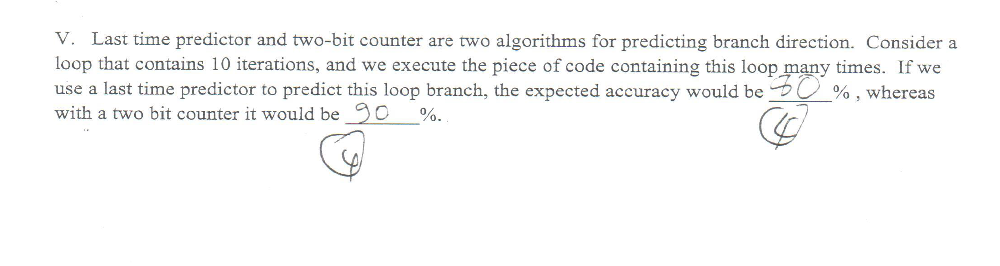 V. Last time predictor and two-bit counter are two algorithms for predicting branch direction. Consider a
loop that contains 10 iterations, and we execute the piece of code containing this loop many times. If we
use a last time predictor to predict this loop branch, the expected accuracy would be 80 %, whereas
with a two bit counter it would be 90 %.
4
4